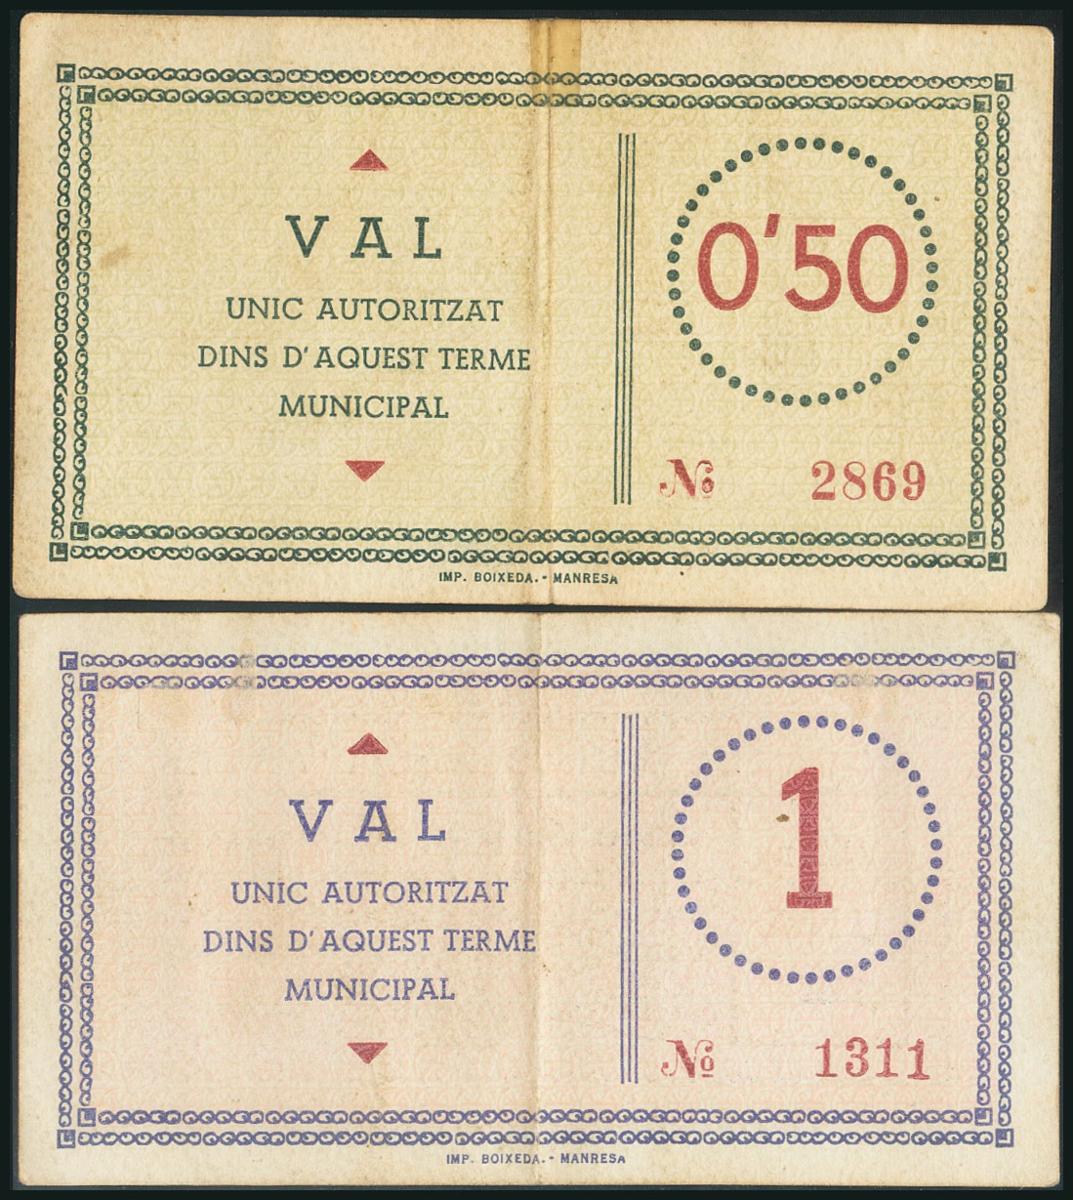 VAL
UNIC AUTORITZAT
DINS D'AQUEST TERME
MUNICIPAL
0'50
Nº 2869
IMP. BOIXEDA. - MANRESA
VAL
UNIC AUTORITZAT
DINS D'AQUEST TERME
MUNICIPAL
1
Nº 1311
IMP. BOIXEDA. - MANRESA